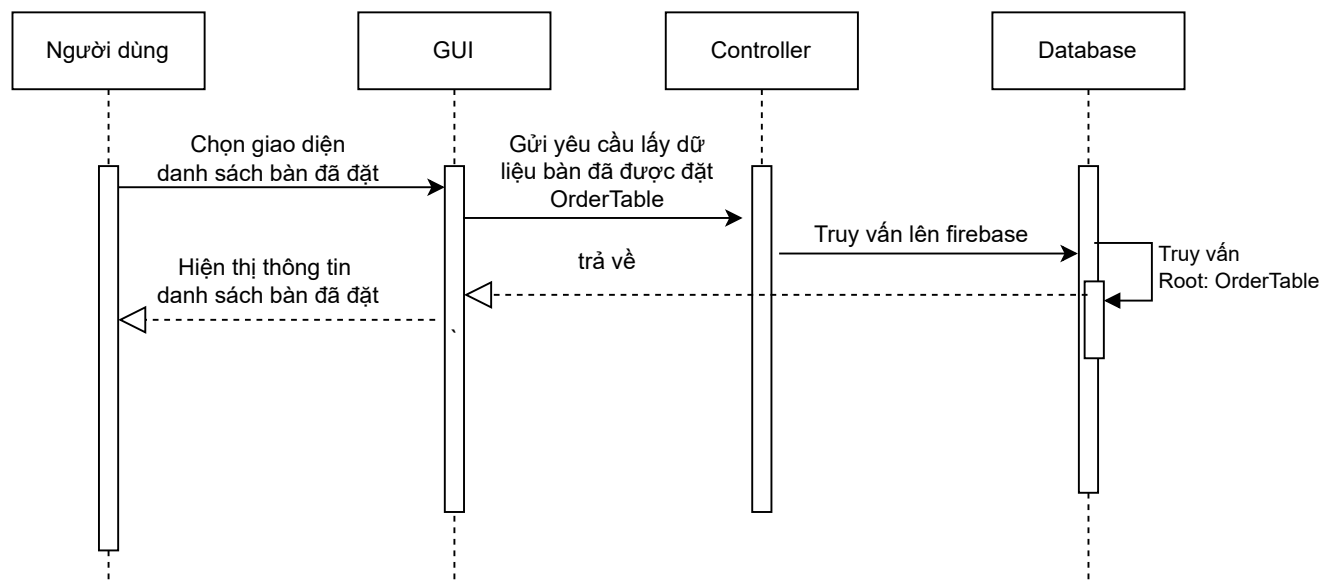 Người dùng
GUI
Controller
Database
Chọn giao diện
danh sách bàn đã đặt
Gửi yêu cầu lấy dữ
liệu bàn đã được đặt
OrderTable
Truy vấn lên firebase
Truy vấn
Root: OrderTable
trả về
Hiện thị thông tin
danh sách bàn đã đặt
`